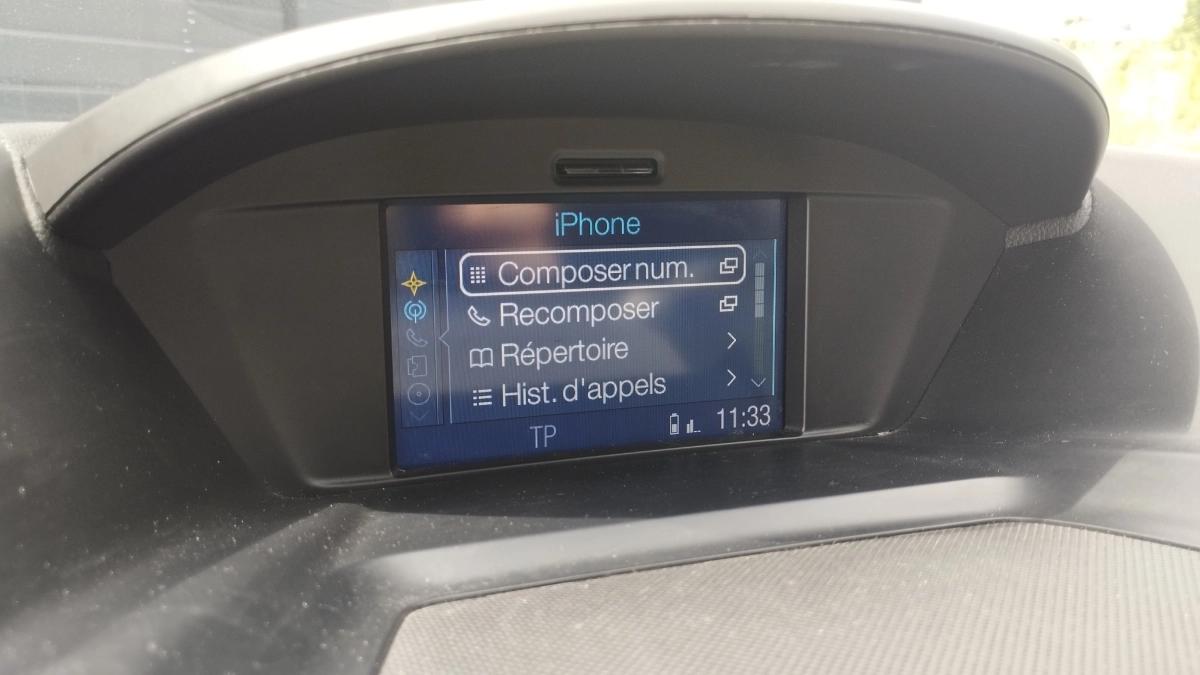 iPhone
Composer num.
Recomposer
Répertoire
Hist. d'appels
TP 11:33